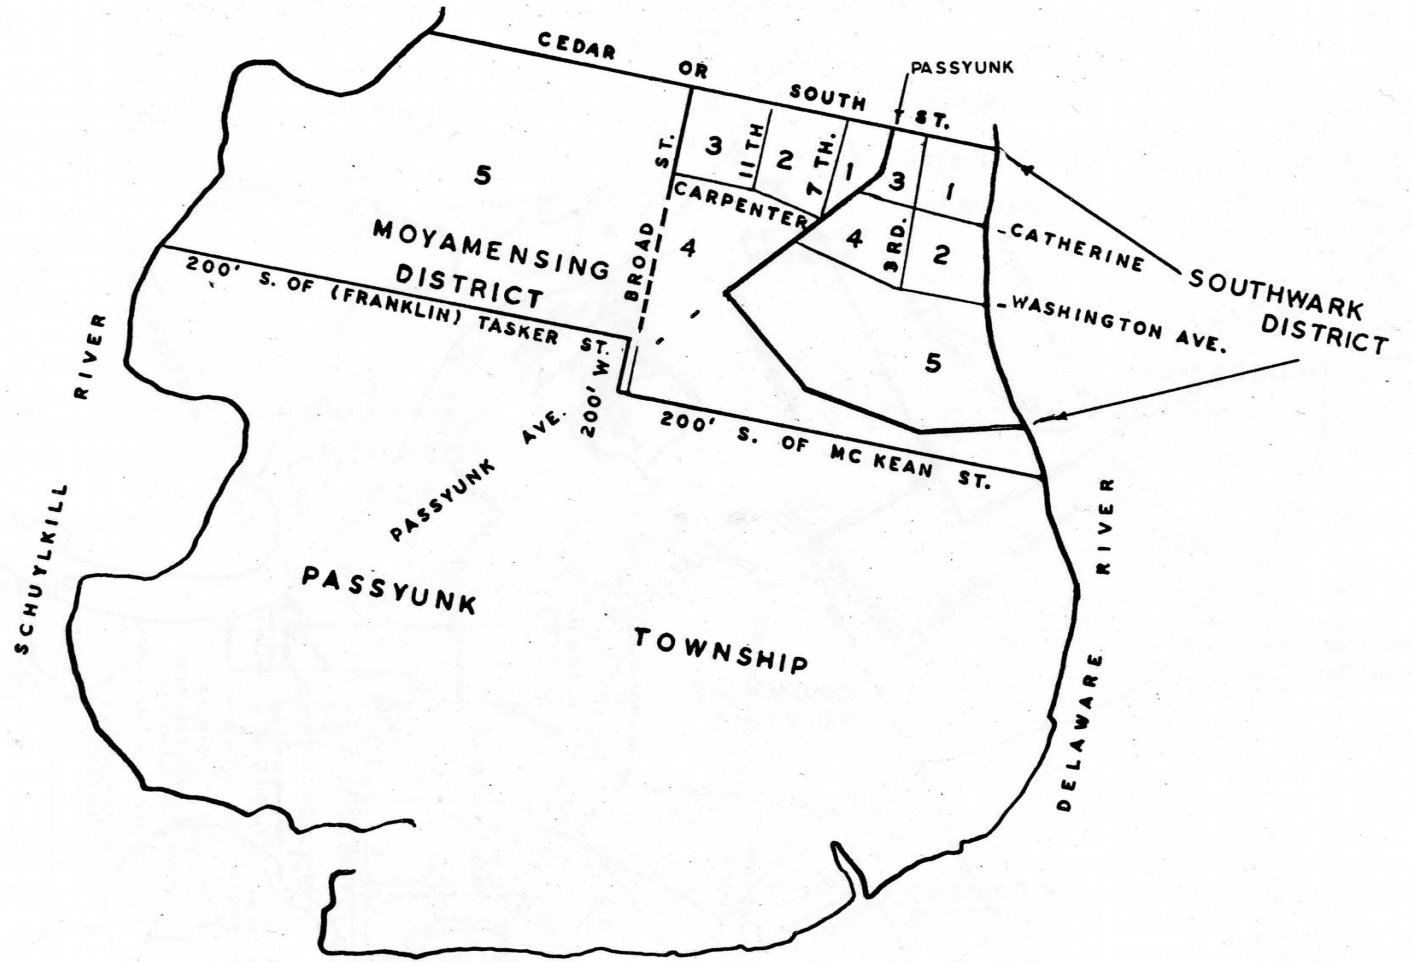 CEDAR OR SOUTH ST.
PASSYUNK
5
BROAD ST.
3
11 TH
2
7 TH.
1
3
1
CARPENTER
4
4
3 RD.
2
CATHERINE
WASHINGTON AVE.
SOUTHWARK
DISTRICT
5
MOYAMENSING
DISTRICT
200' S. OF (FRANKLIN) TASKER ST.
200' W.
200' S. OF MC KEAN ST.
PASSYUNK AVE.
PASSYUNK TOWNSHIP
SCHUYLKILL RIVER
DELAWARE RIVER